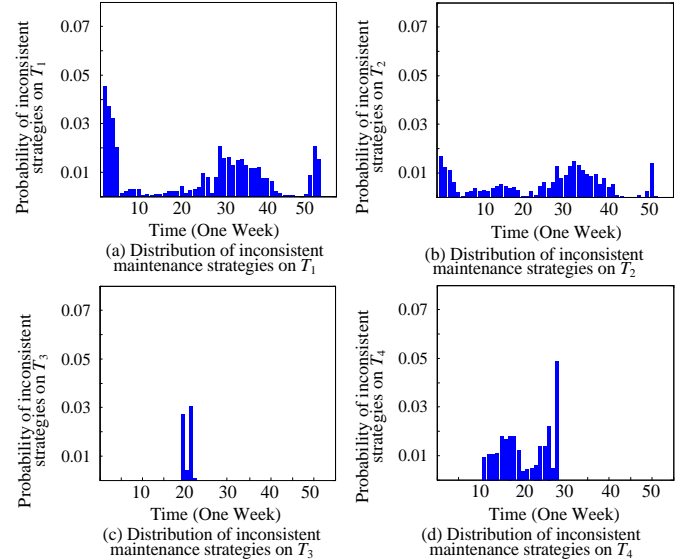 Probability of inconsistent
strategies on T1
0.07
0.05
0.03
0.01
10 20 30 40 50
Time (One Week)
(a) Distribution of inconsistent
maintenance strategies on T1
Probability of inconsistent
strategies on T2
0.07
0.05
0.03
0.01
10 20 30 40 50
Time (One Week)
(b) Distribution of inconsistent
maintenance strategies on T2
Probability of inconsistent
strategies on T3
0.07
0.05
0.03
0.01
10 20 30 40 50
Time (One Week)
(c) Distribution of inconsistent
maintenance strategies on T3
Probability of inconsistent
strategies on T4
0.07
0.05
0.03
0.01
10 20 30 40 50
Time (One Week)
(d) Distribution of inconsistent
maintenance strategies on T4